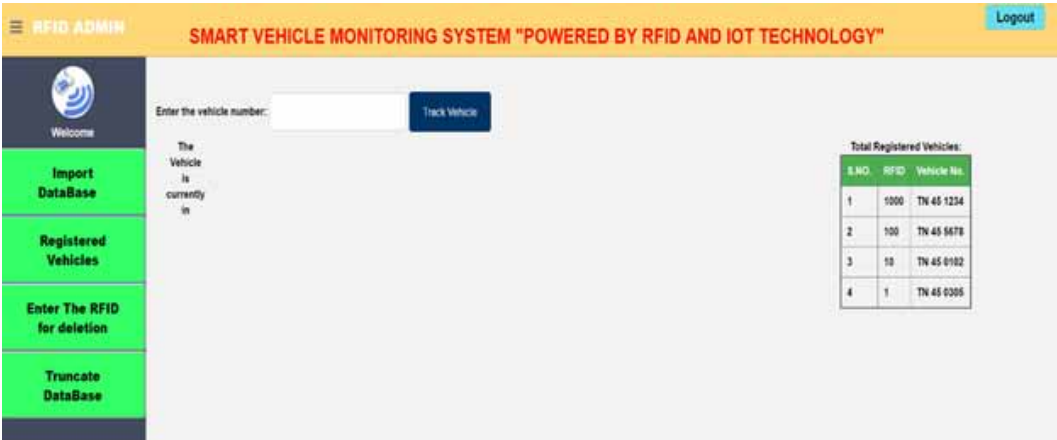 RFID ADMIN
SMART VEHICLE MONITORING SYSTEM "POWERED BY RFID AND IOT TECHNOLOGY"
Logout
Welcome
Import
DataBase
Registered
Vehicles
Enter The RFID
for deletion
Truncate
DataBase
Enter the vehicle number:
Track Vehicle
The
Vehicle
is
currently
in
Total Registered Vehicles:
S.NO. RFID Vehicle No.
1 1000 TN 45 1234
2 100 TN 45 5678
3 10 TN 45 0102
4 1 TN 45 0305